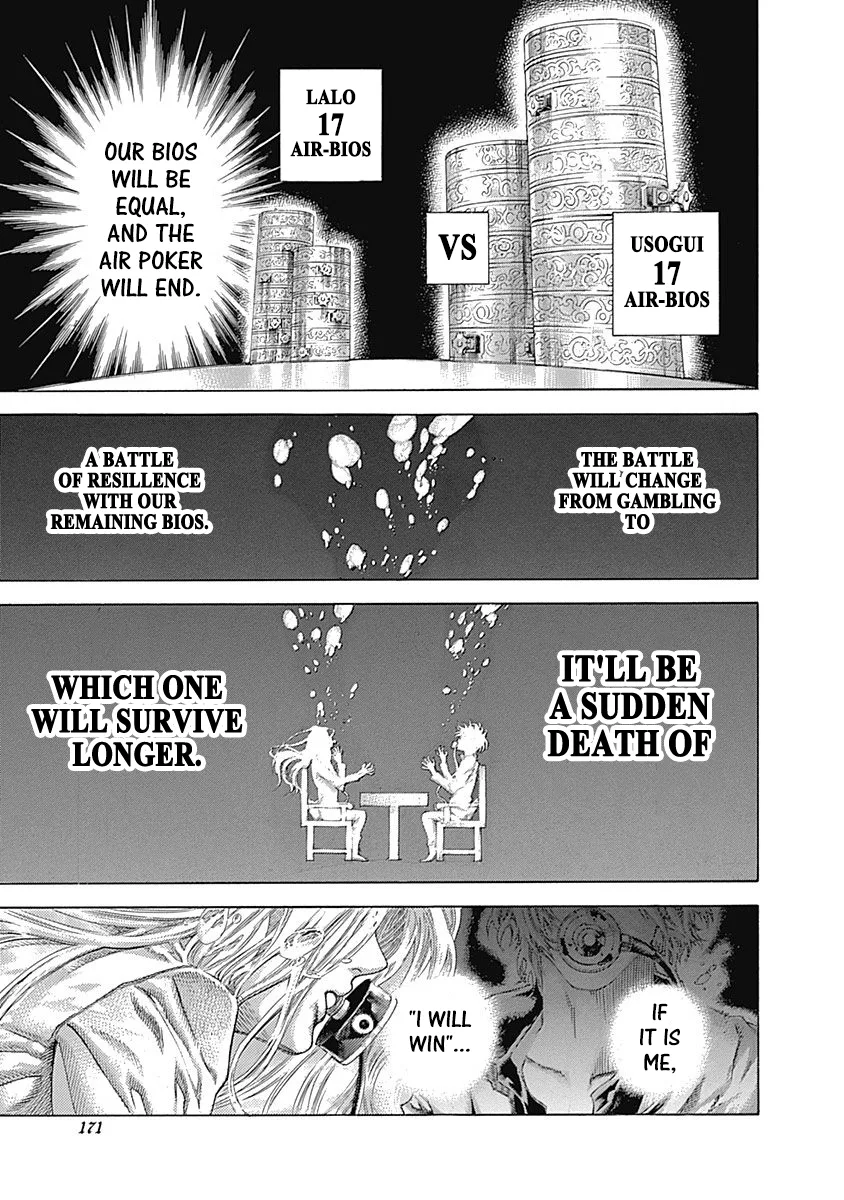 USOGUI
17
AIR-BIOS
VS
LALO
17
AIR-BIOS
OUR BIOS
WILL BE
EQUAL,
AND THE
AIR POKER
WILL END.
THE BATTLE
WILL CHANGE
FROM GAMBLING
TO
A BATTLE
OF RESILLENCE
WITH OUR
REMAINING BIOS.
IT'LL BE
A SUDDEN
DEATH OF
WHICH ONE
WILL SURVIVE
LONGER.
IF
IT IS
ME,
"I WILL
WIN"...
171